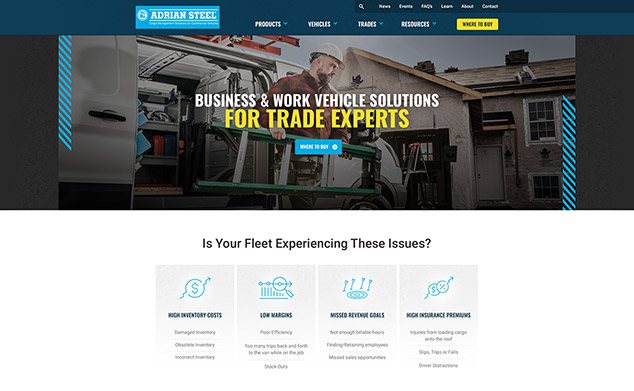 News Events FAQ's Learn About Contact
ADRIAN STEEL
Cargo Management Solutions for Commercial Vehicles
PRODUCTS VEHICLES TRADES RESOURCES WHERE TO BUY
BUSINESS & WORK VEHICLE SOLUTIONS
FOR TRADE EXPERTS
WHERE TO BUY
Is Your Fleet Experiencing These Issues?
HIGH INVENTORY COSTS
Damaged Inventory
Obsolete Inventory
Incorrect Inventory
LOW MARGINS
Poor Efficiency
Too many trips back and forth
to the van while on the job
Stock-Outs
MISSED REVENUE GOALS
Not enough billable hours
Finding/Retaining employees
Missed sales opportunities
HIGH INSURANCE PREMIUMS
Injuries from loading cargo
onto the roof
Slips, Trips or Falls
Driver Distractions